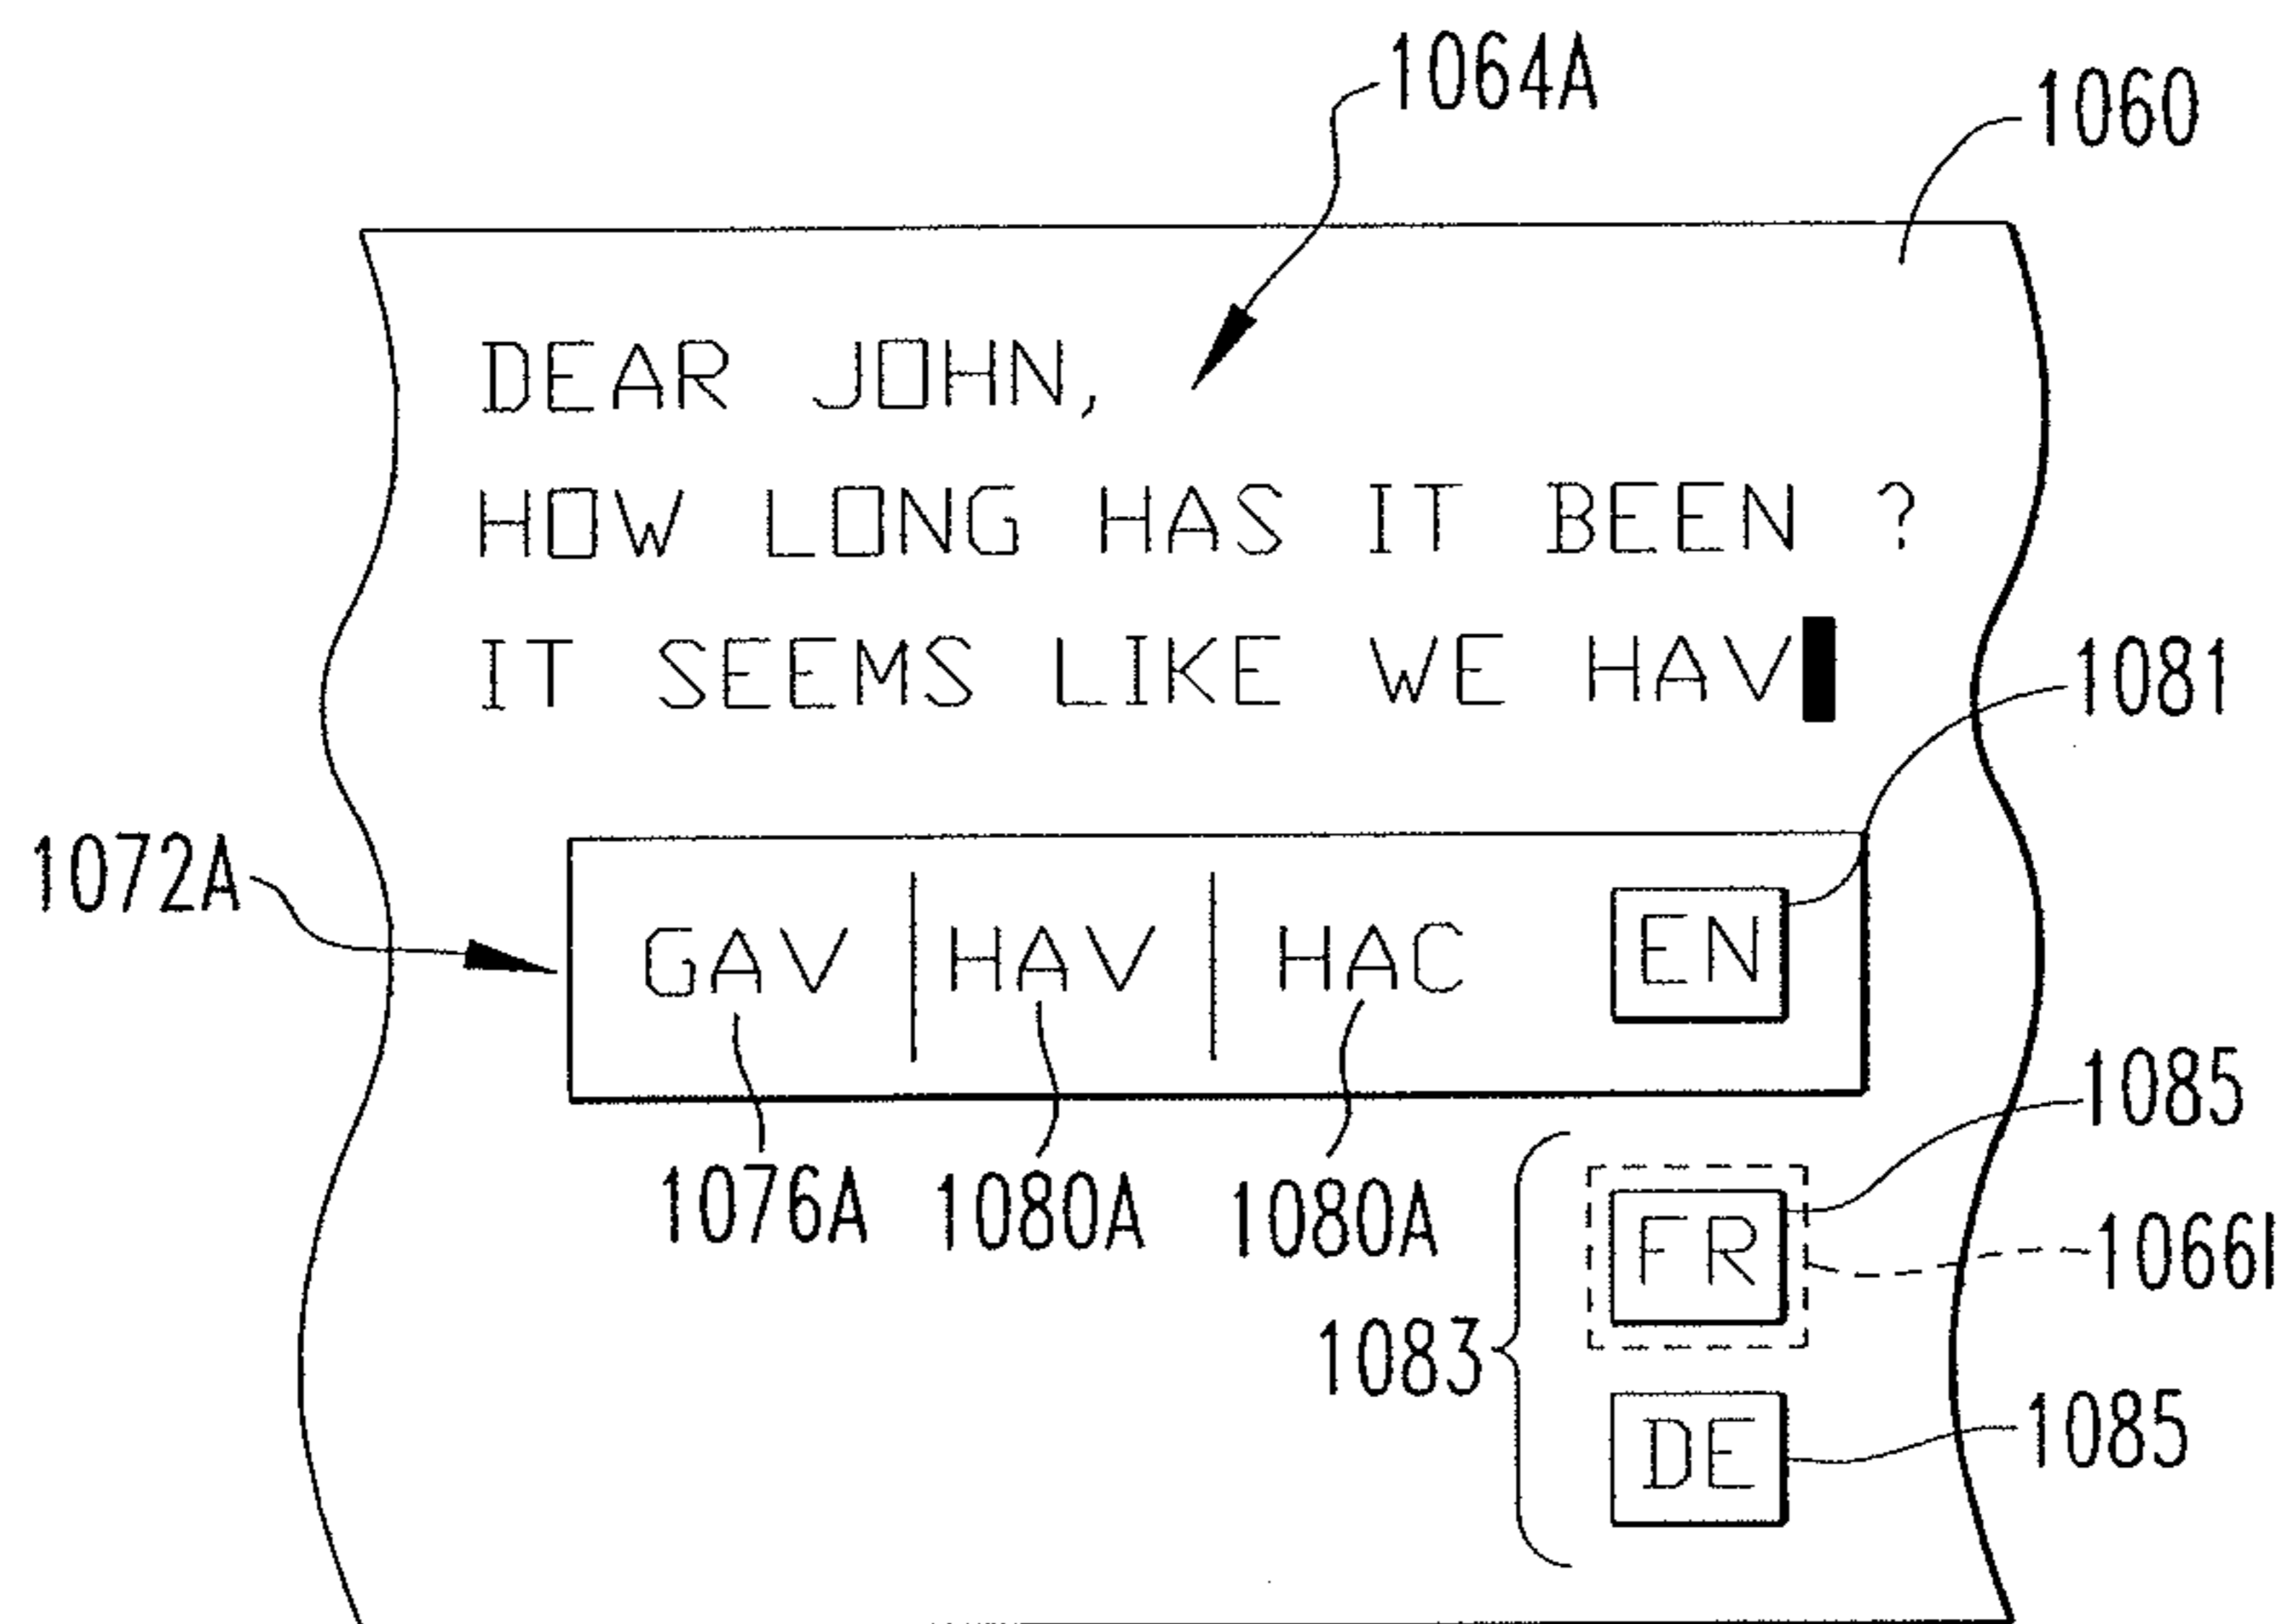 1064A
1060
DEAR JOHN,
HOW LONG HAS IT BEEN ?
IT SEEMS LIKE WE HAV
1081
1072A
GAV HAV HAC EN
1085
1076A 1080A 1080A
FR
1066I
1083
DE
1085